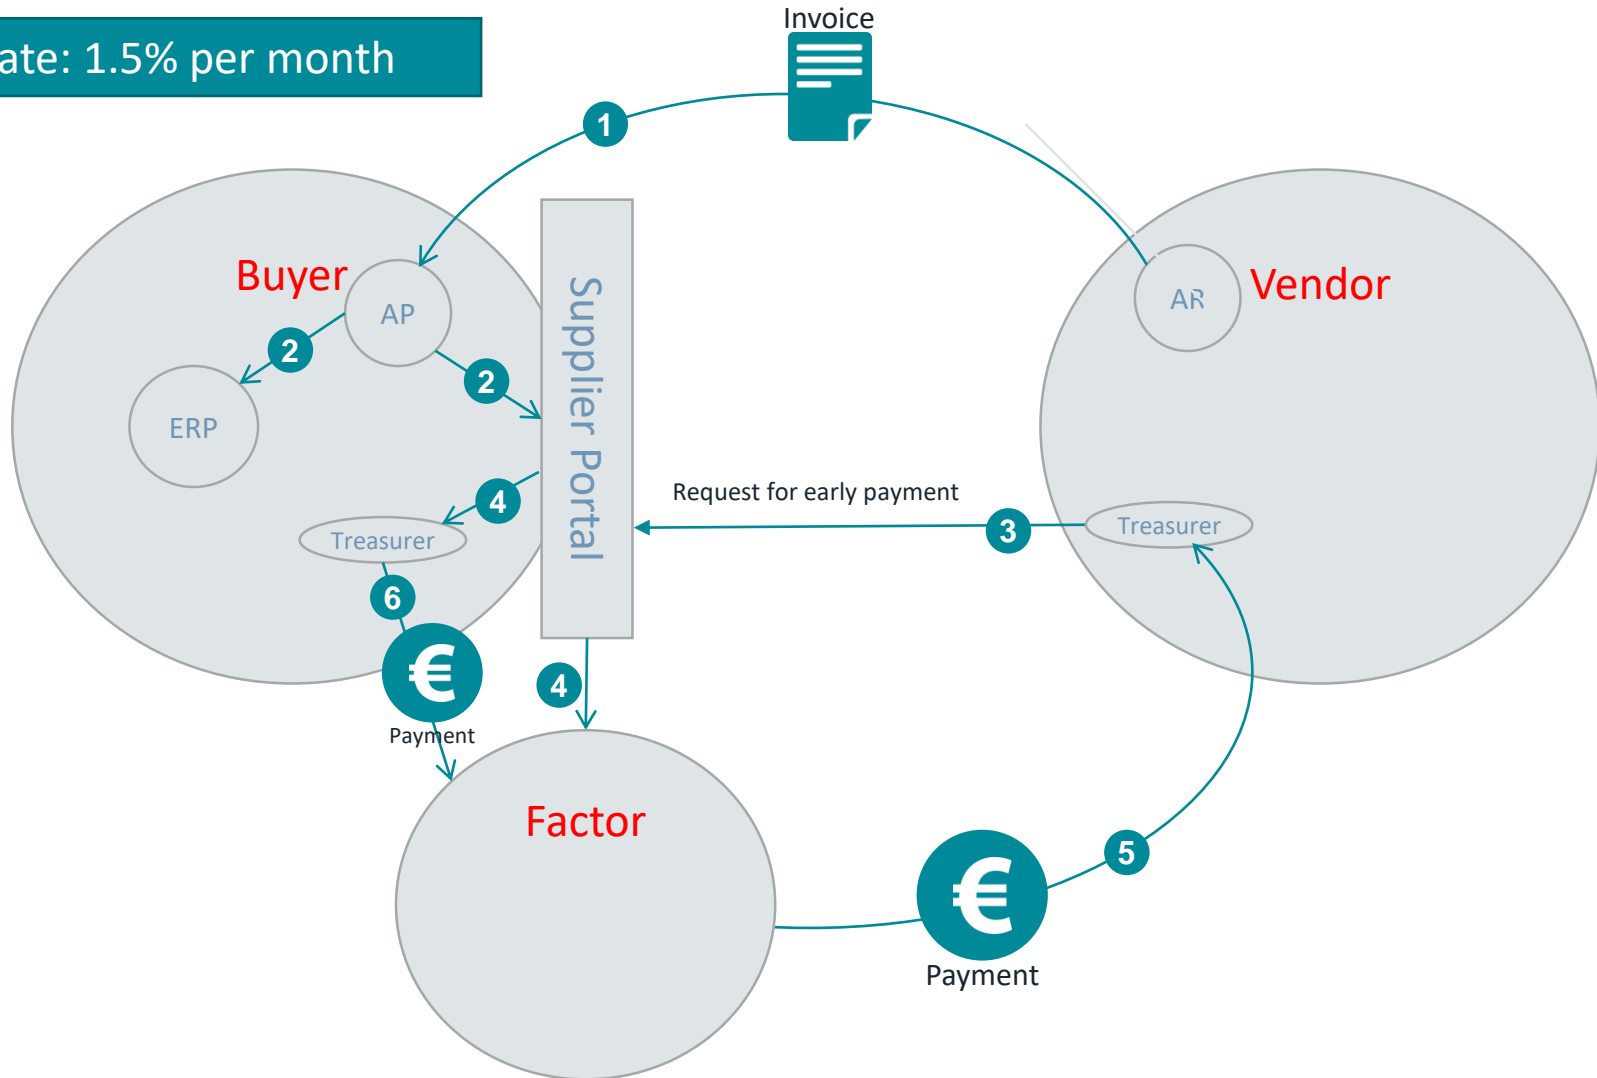 Invoice
ate: 1.5% per month
1
Buyer
AP
Supplier Portal
AR
Vendor
2
2
ERP
4
Request for early payment
3
Treasurer
Treasurer
6
€
4
Payment
Factor
5
€
Payment